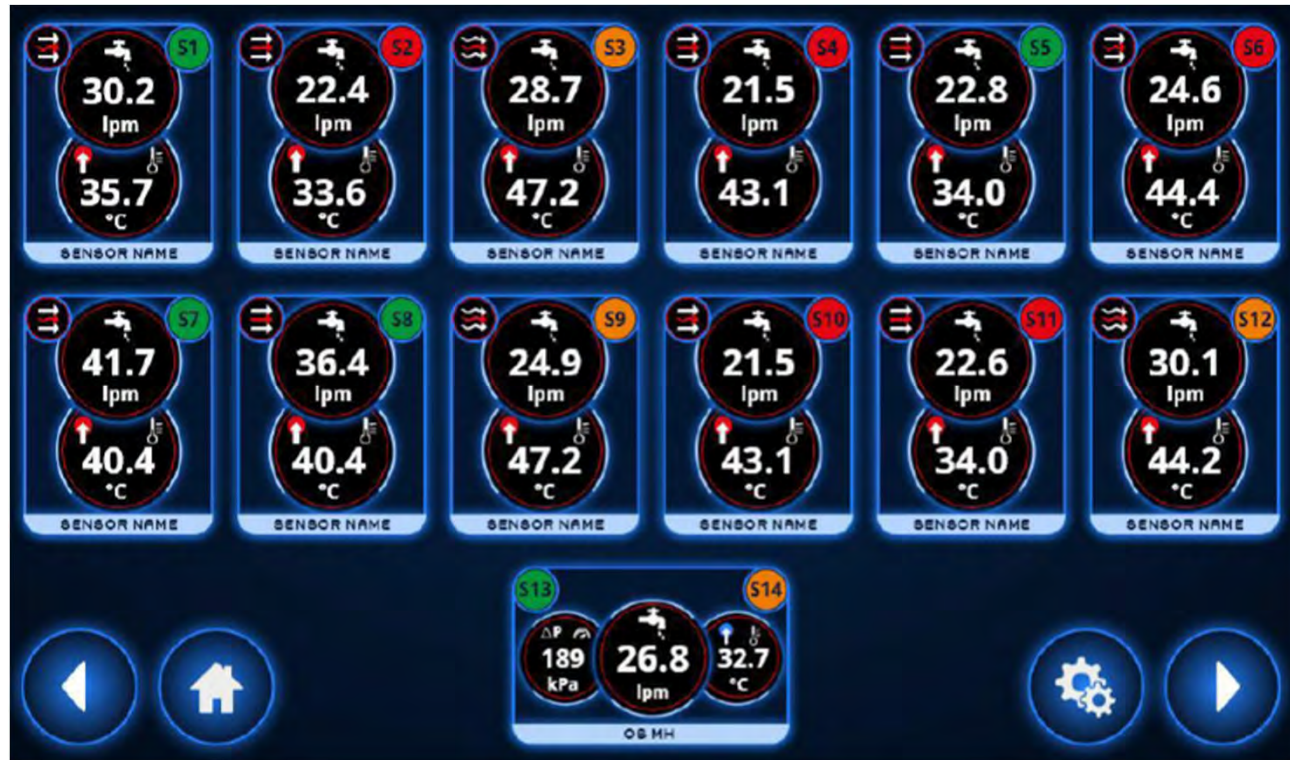 S1 S2 S3 S4 S5 S6
30.2 22.4 28.7 21.5 22.8 24.6
lpm lpm lpm lpm lpm lpm
35.7 33.6 47.2 43.1 34.0 44.4
°C °C °C °C °C
SENSOR NAME SENSOR NAME SENSOR NAME SENSOR NAME SENSOR NAME SENSOR NAME
S7 S8 S9 S10 S11 S12
41.7 36.4 24.9 21.5 22.6 30.1
lpm lpm lpm lpm lpm lpm
40.4 40.4 47.2 43.1 34.0 44.2
°C °C °C °C °C °C
SENSOR NAME SENSOR NAME SENSOR NAME SENSOR NAME SENSOR NAME SENSOR NAME
S13 S14
ΔP
189 26.8 32.7
kPa lpm °C
OS MH